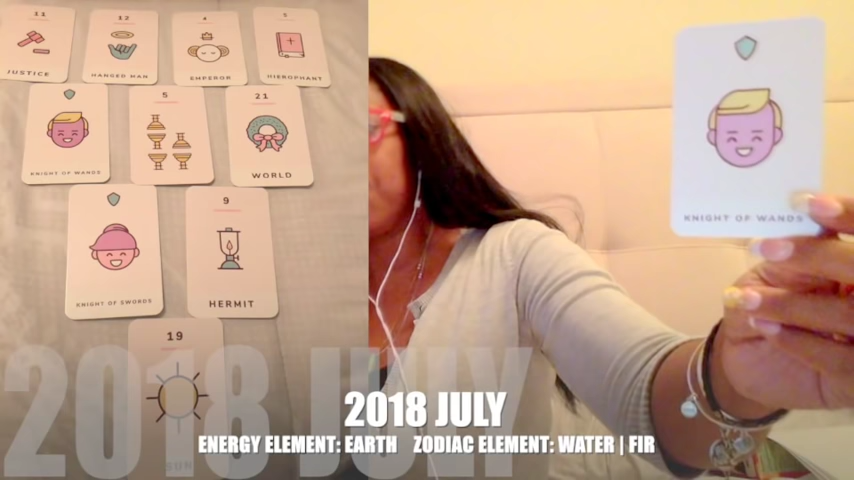 11 12 4 5
JUSTICE HANGED MAN EMPEROR HIEROPHANT
5 21
KNIGHT OF WANDS WORLD
9
KNIGHT OF SWORDS HERMIT
19
SUN
KNIGHT OF WANDS
2018 JULY
2018 JULY
ENERGY ELEMENT: EARTH ZODIAC ELEMENT: WATER | FIR